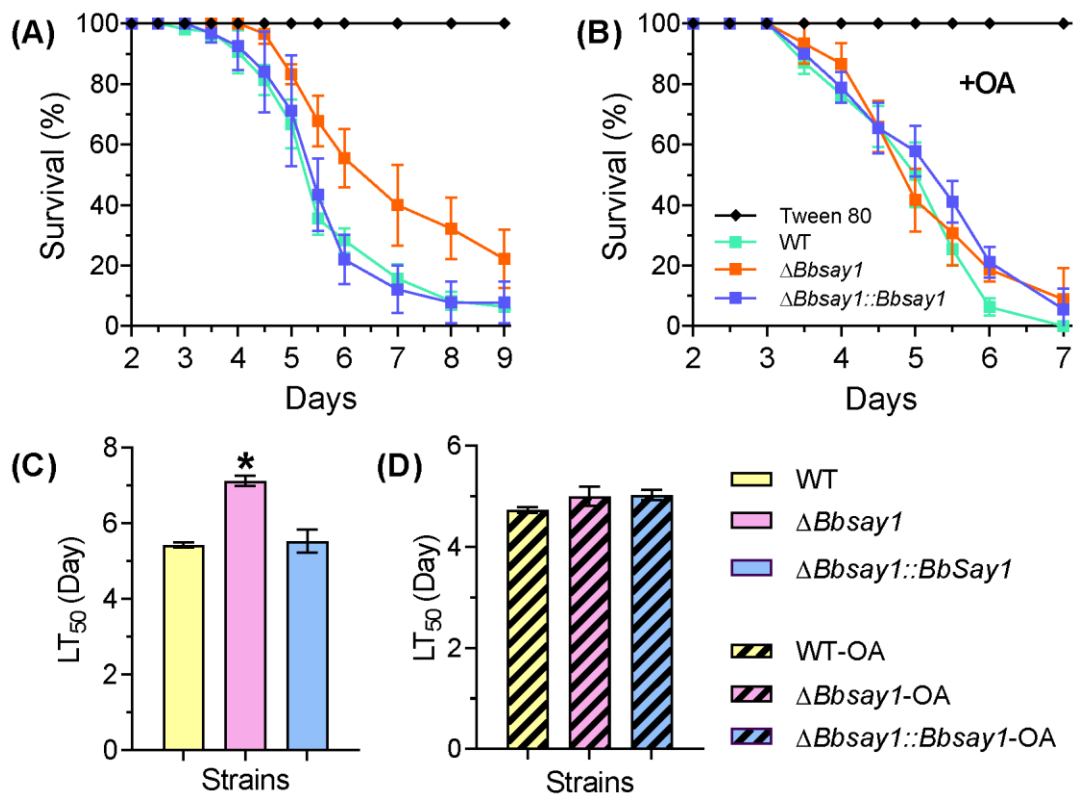 (A)
Survival (%)
100
80
60
40
20
0
2 3 4 5 6 7 8 9
Days
(B)
Survival (%)
100
80
60
40
20
0
+OA
Tween 80
WT
ΔBbsay1
ΔBbsay1::Bbsay1
2 3 4 5 6 7
Days
(C)
LT50 (Day)
8
6
4
2
0
*
Strains
(D)
LT50 (Day)
6
4
2
0
Strains
WT
ΔBbsay1
ΔBbsay1::BbSay1
WT-OA
ΔBbsay1-OA
ΔBbsay1::Bbsay1-OA